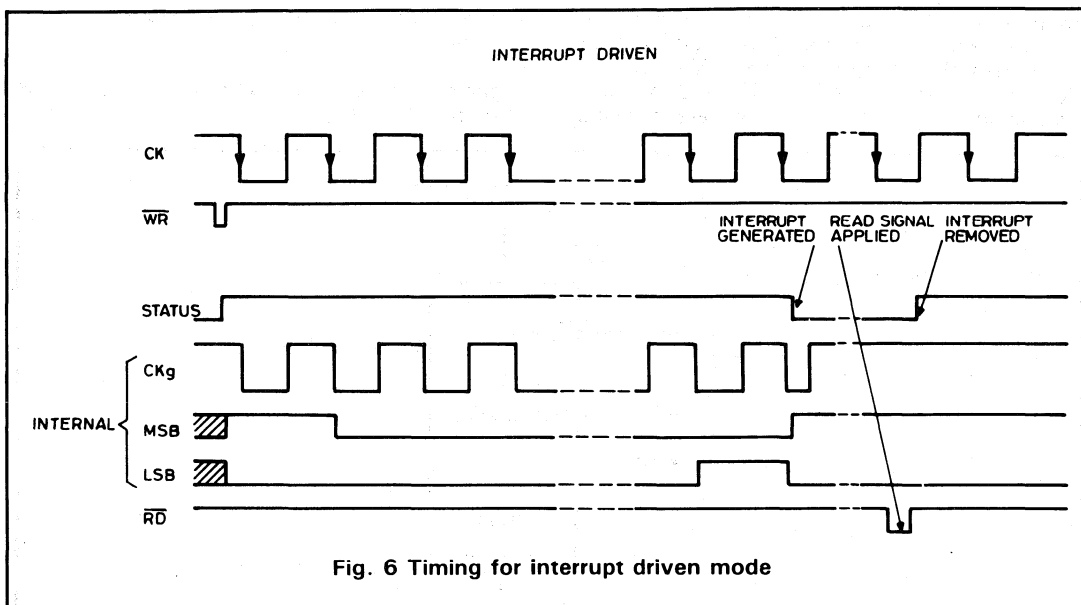 INTERRUPT DRIVEN
CK
WR
INTERRUPT GENERATED
READ SIGNAL APPLIED
INTERRUPT REMOVED
STATUS
CKg
INTERNAL
MSB
LSB
RD
Fig. 6 Timing for interrupt driven mode